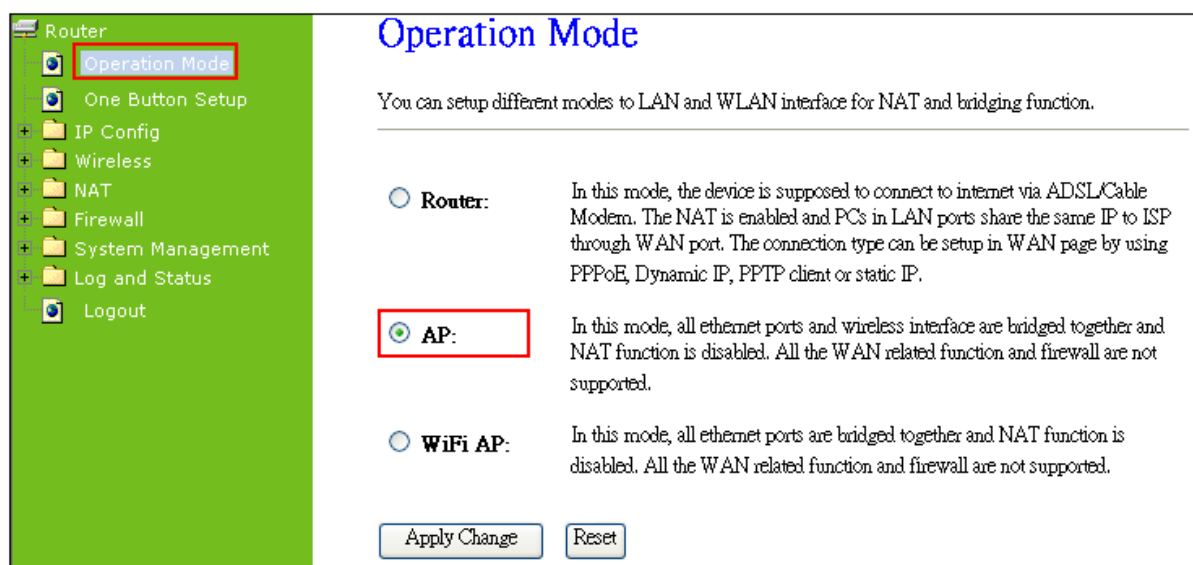 Router
Operation Mode
One Button Setup
IP Config
Wireless
NAT
Firewall
System Management
Log and Status
Logout
Operation Mode
You can setup different modes to LAN and WLAN interface for NAT and bridging function.
Router:
In this mode, the device is supposed to connect to internet via ADSL/Cable
Modem. The NAT is enabled and PCs in LAN ports share the same IP to ISP
through WAN port. The connection type can be setup in WAN page by using
PPPoE, Dynamic IP, PPTP client or static IP.
AP:
In this mode, all ethernet ports and wireless interface are bridged together and
NAT function is disabled. All the WAN related function and firewall are not
supported.
WiFi AP:
In this mode, all ethernet ports are bridged together and NAT function is
disabled. All the WAN related function and firewall are not supported.
Apply Change
Reset